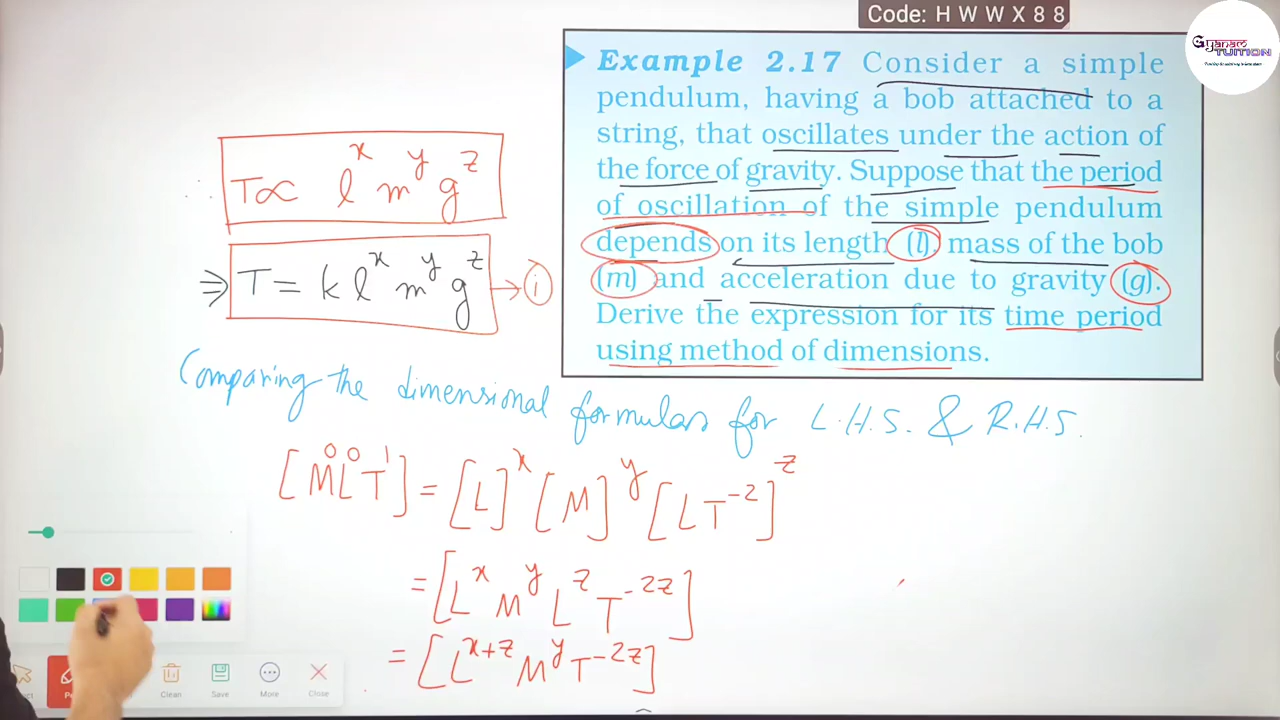 Code: H W W X 8 8
Gyanam
TUITION
Example 2.17 Consider a simple
pendulum, having a bob attached to a
string, that oscillates under the action of
the force of gravity. Suppose that the period
of oscillation of the simple pendulum
depends on its length (l), mass of the bob
(m) and acceleration due to gravity (g).
Derive the expression for its time period
using method of dimensions.
T∝ l^x m^y g^z
⇒ T = k l^x m^y g^z → i
Comparing the dimensional formulas for L.H.S. & R.H.S.
[M^0 L^0 T^1] = [L]^x [M]^y [LT^-2]^z
= [L^x M^y L^z T^-2z]
= [L^x+z M^y T^-2z]
Clean
Save
More
Close